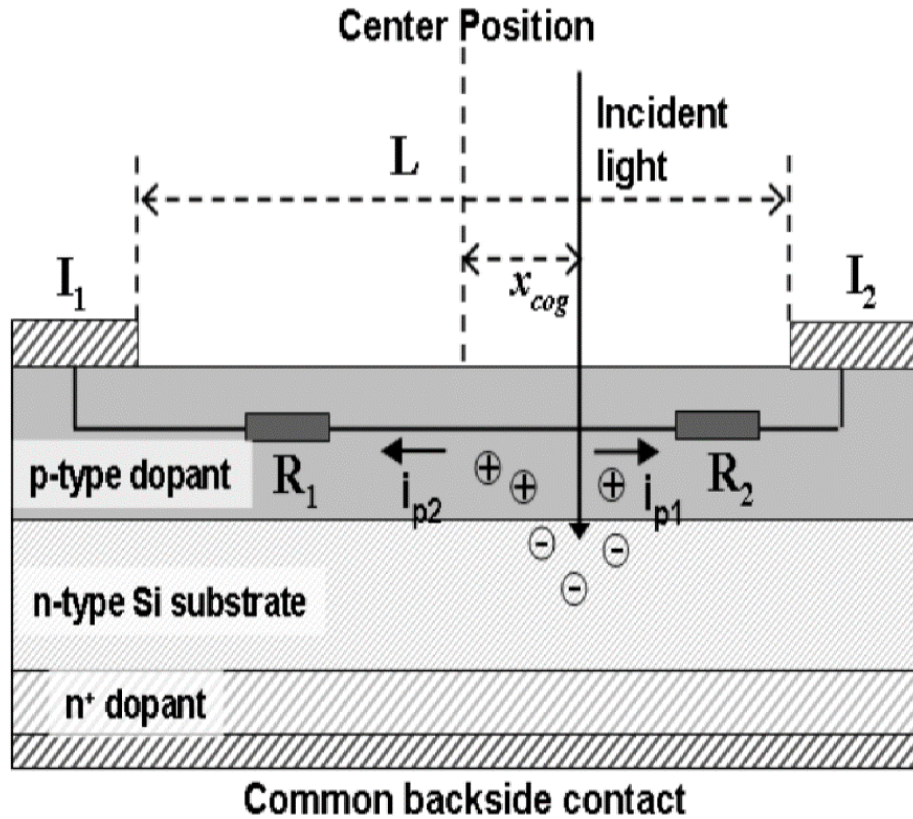 Center Position
Incident
light
L
x_cog
I₁
I₂
R₁
R₂
i_p2
i_p1
p-type dopant
n-type Si substrate
n⁺ dopant
Common backside contact